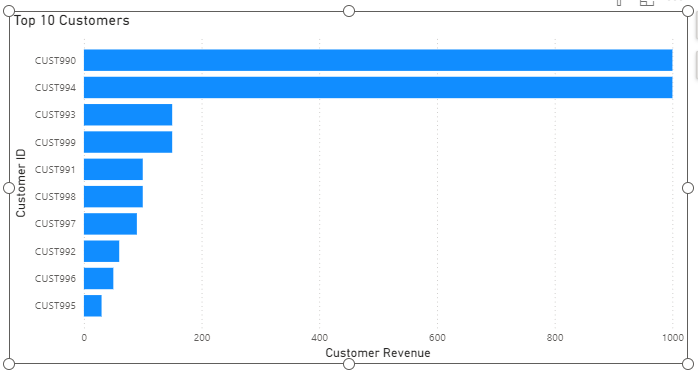 Top 10 Customers
CUST990
CUST994
CUST993
CUST999
CUST991
CUST998
CUST997
CUST992
CUST996
CUST995
Customer ID
0 200 400 600 800 1000
Customer Revenue